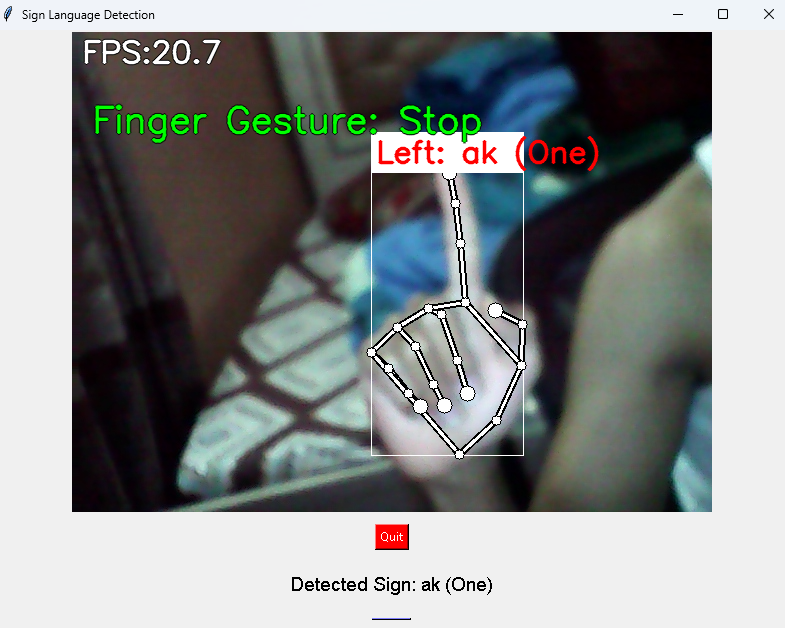 Sign Language Detection
FPS:20.7
Finger Gesture: Stop
Left: ak (One)
Quit
Detected Sign: ak (One)